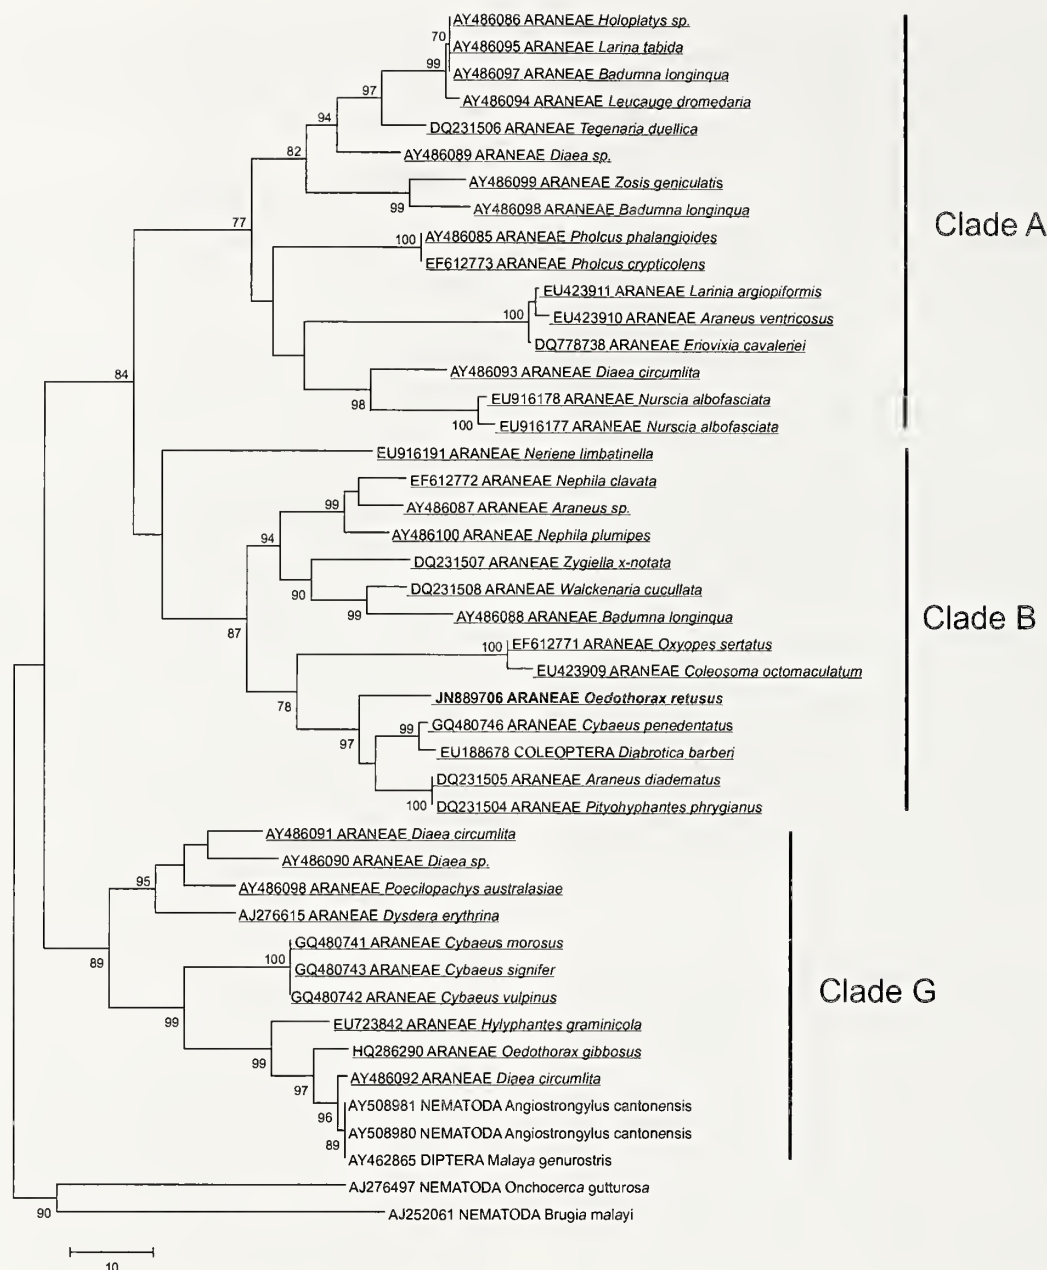 AY486086 ARANEAE Holoplatys sp.
70
AY486095 ARANEAE Larina tabida
99
AY486097 ARANEAE Badumna longinqua
97
AY486094 ARANEAE Leucauge dromedaria
94
DQ231506 ARANEAE Tegenaria duellica
82
AY486089 ARANEAE Diaea sp.
AY486099 ARANEAE Zosis geniculatis
99
AY486098 ARANEAE Badumna longinqua
77
Clade A
100
AY486085 ARANEAE Pholcus phalangioides
EF612773 ARANEAE Pholcus crypticolens
EU423911 ARANEAE Larinia argiopiformis
100
EU423910 ARANEAE Araneus ventricosus
DQ778738 ARANEAE Eriovixia cavaleriei
84
AY486093 ARANEAE Diaea circumlita
98
EU916178 ARANEAE Nurscia albofasciata
100
EU916177 ARANEAE Nurscia albofasciata
EU916191 ARANEAE Neriene limbatinella
EF612772 ARANEAE Nephila clavata
99
AY486087 ARANEAE Araneus sp.
94
AY486100 ARANEAE Nephila plumipes
DQ231507 ARANEAE Zygiella x-notata
90
DQ231508 ARANEAE Walckenaria cucullata
99
AY486088 ARANEAE Badumna longinqua
Clade B
87
100
EF612771 ARANEAE Oxyopes sertatus
EU423909 ARANEAE Coleosoma octomaculatum
78
JN889706 ARANEAE Oedothorax retusus
99
GQ480746 ARANEAE Cybaeus penedentatus
97
EU188678 COLEOPTERA Diabrotica barberi
DQ231505 ARANEAE Araneus diadematus
100
DQ231504 ARANEAE Pityohyphantes phrygianus
AY486091 ARANEAE Diaea circumlita
AY486090 ARANEAE Diaea sp.
95
AY486098 ARANEAE Poecilopachys australasiae
AJ276615 ARANEAE Dysdera erythrina
89
GQ480741 ARANEAE Cybaeus morosus
100
GQ480743 ARANEAE Cybaeus signifer
GQ480742 ARANEAE Cybaeus vulpinus
Clade G
99
EU723842 ARANEAE Hylyphantes graminicola
99
HQ286290 ARANEAE Oedothorax gibbosus
97
AY486092 ARANEAE Diaea circumlita
96
AY508981 NEMATODA Angiostrongylus cantonensis
AY508980 NEMATODA Angiostrongylus cantonensis
89
AY462865 DIPTERA Malaya genurostris
AJ276497 NEMATODA Onchocerca gutturosa
90
AJ252061 NEMATODA Brugia malayi
10